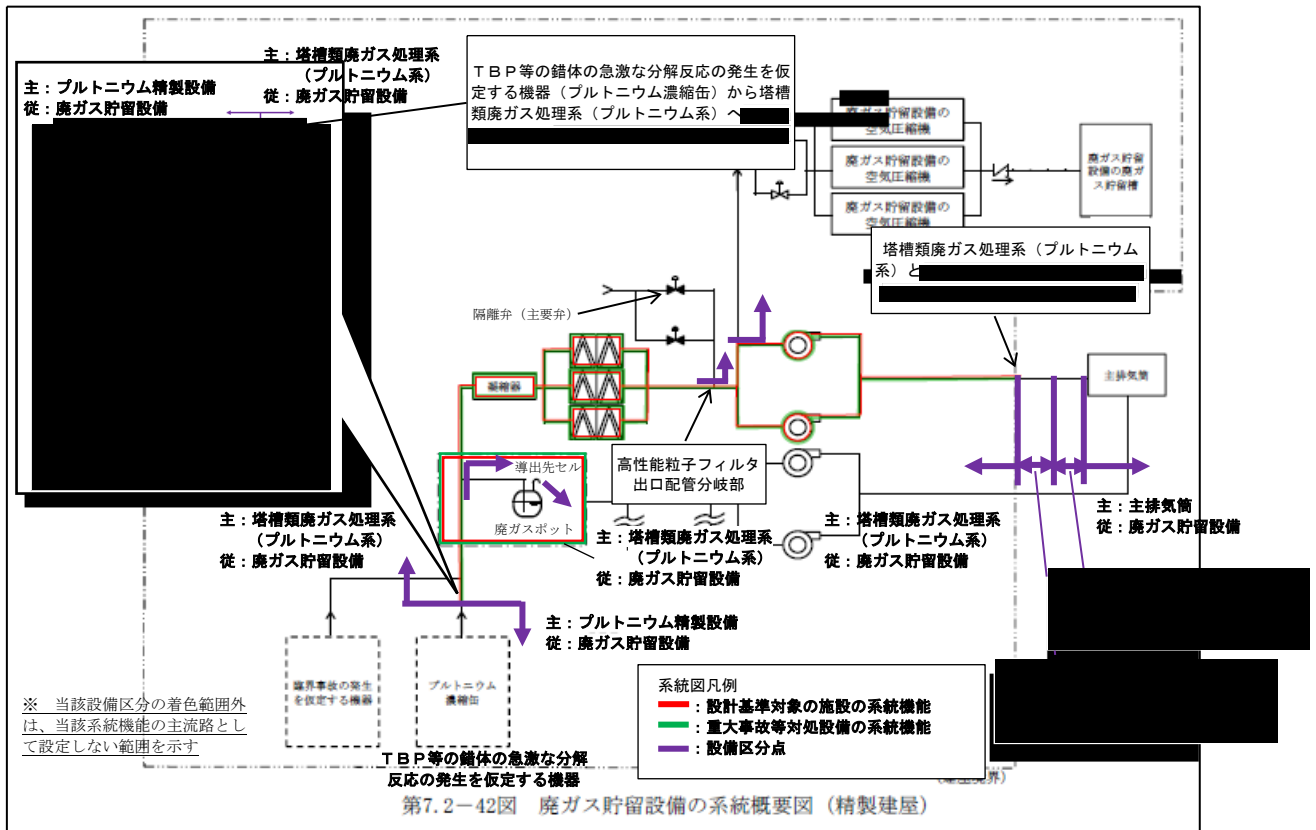 主：塔槽類廃ガス処理系
（プルトニウム系）
従：廃ガス貯留設備
主：プルトニウム精製設備
従：廃ガス貯留設備
ＴＢＰ等の錯体の急激な分解反応の発生を仮
定する機器（プルトニウム濃縮缶）から塔槽
類廃ガス処理系（プルトニウム系）へ
廃ガス貯留設備の
空気圧縮機
廃ガス貯留設備の
空気圧縮機
廃ガス貯留設備の
空気圧縮機
廃ガス貯留
設備の廃ガ
ス貯留槽
塔槽類廃ガス処理系（プルトニウム
系）と
隔離弁（主要弁）
凝縮器
主排気筒
導出先セル
廃ガスポット
高性能粒子フィルタ
出口配管分岐部
主：塔槽類廃ガス処理系
（プルトニウム系）
従：廃ガス貯留設備
主：塔槽類廃ガス処理系
（プルトニウム系）
従：廃ガス貯留設備
主：塔槽類廃ガス処理系
（プルトニウム系）
従：廃ガス貯留設備
主：主排気筒
従：廃ガス貯留設備
主：プルトニウム精製設備
従：廃ガス貯留設備
臨界事故の発生
を仮定する機器
プルトニウム
濃縮缶
※　当該設備区分の着色範囲外
は、当該系統機能の主流路とし
て設定しない範囲を示す
ＴＢＰ等の錯体の急激な分解
反応の発生を仮定する機器
系統図凡例
：設計基準対象の施設の系統機能
：重大事故等対処設備の系統機能
：設備区分点
第7.2－42図　廃ガス貯留設備の系統概要図（精製建屋）